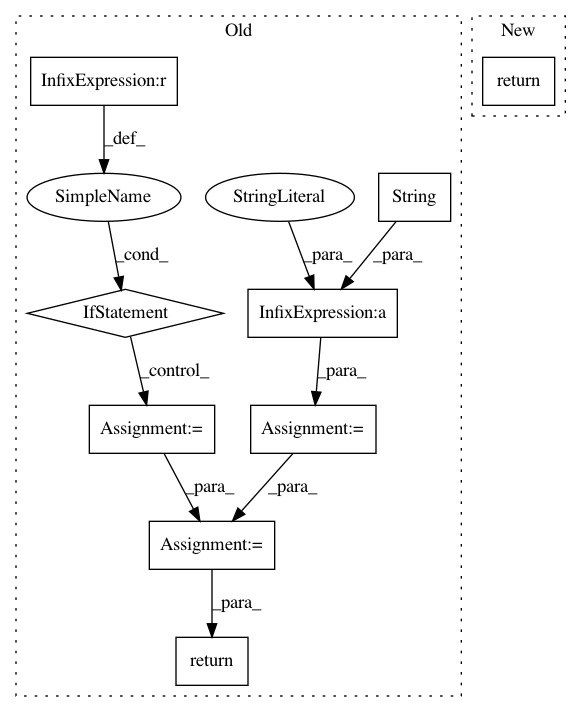 Old
New
InfixExpression:r
return
_def_
SimpleName
StringLiteral
String
_cond_
_para_
_para_
IfStatement
InfixExpression:a
_control_
_para_
Assignment:=
Assignment:=
_para_
_para_
Assignment:=
_para_
return